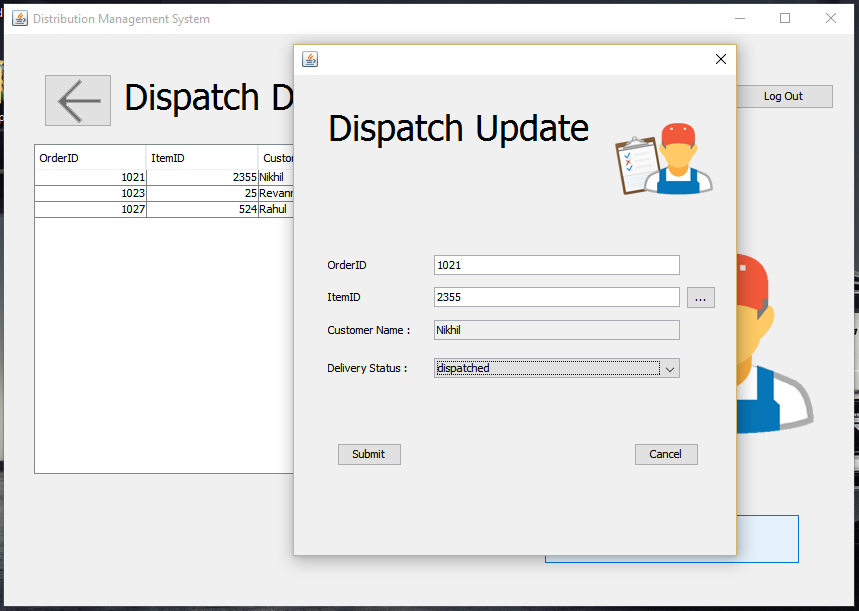 Distribution Management System
Dispatch D
Log Out
OrderID ItemID Custo
1021 2355 Nikhil
1023 25 Revann
1027 524 Rahul
Dispatch Update
OrderID 1021
ItemID 2355 ...
Customer Name : Nikhil
Delivery Status : dispatched
Submit Cancel